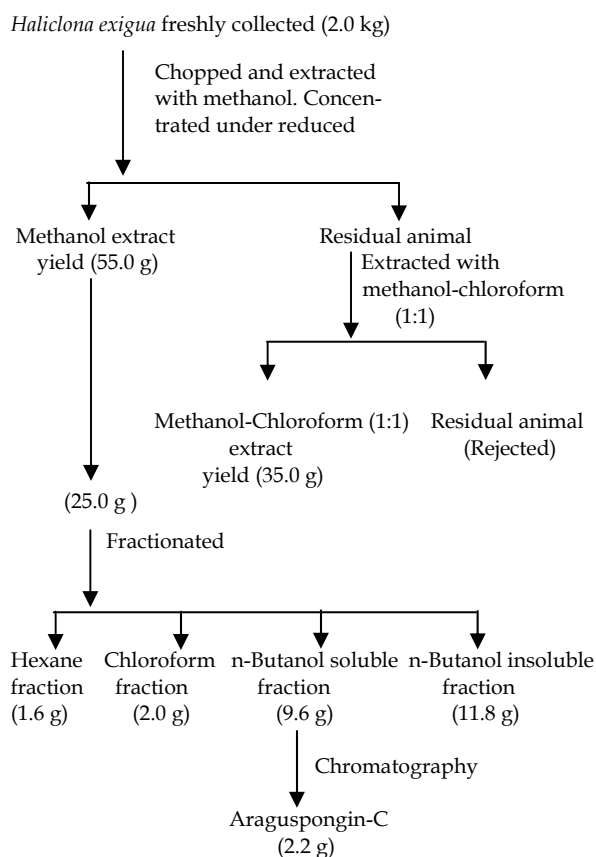 Haliclona exigua freshly collected (2.0 kg)
Chopped and extracted
with methanol. Concen-
trated under reduced
Methanol extract
yield (55.0 g)
Residual animal
Extracted with
methanol-chloroform
(1:1)
Methanol-Chloroform (1:1)
extract
yield (35.0 g)
Residual animal
(Rejected)
(25.0 g )
Fractionated
Hexane
fraction
(1.6 g)
Chloroform
fraction
(2.0 g)
n-Butanol soluble
fraction
(9.6 g)
n-Butanol insoluble
fraction
(11.8 g)
Chromatography
Araguspongin-C
(2.2 g)